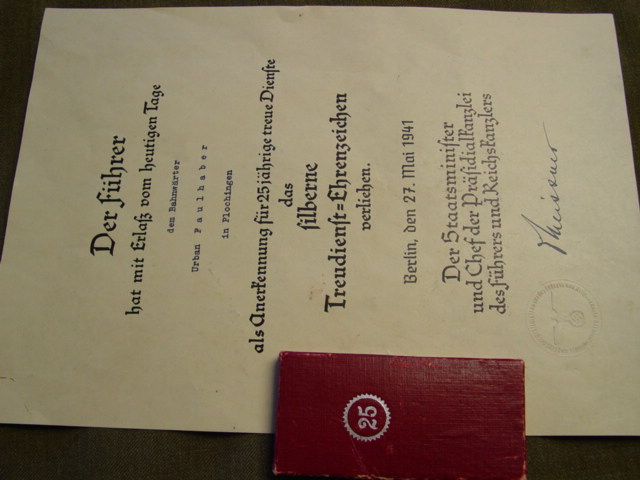 Der Führer
hat mit Erlaß vom heutigen Tage
dem Bahnwärter
Urban Paulhaber
in Plochingen
als Anerkennung für 25jährige treue Dienste
das
silberne
Treudienst=Ehrenzeichen
verliehen.
Berlin, den 27. Mai 1941
Der Staatsminister
und Chef der Präsidialkanzlei
des Führers und Reichskanzlers
Meissner
25